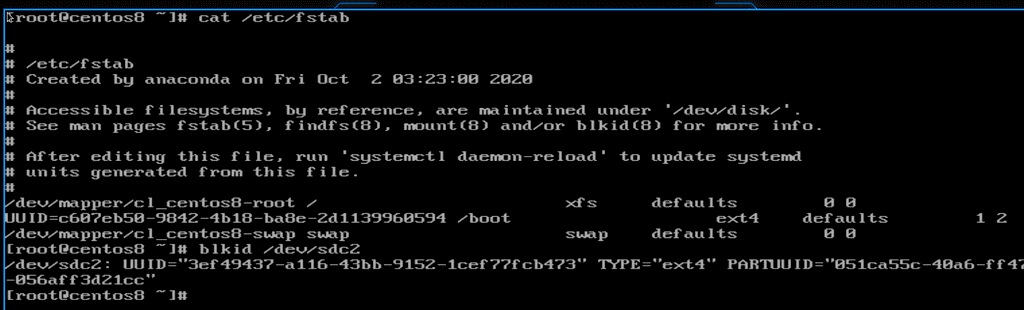 [root@centos8 ~]# cat /etc/fstab
#
# /etc/fstab
# Created by anaconda on Fri Oct  2 03:23:00 2020
#
# Accessible filesystems, by reference, are maintained under '/dev/disk/'.
# See man pages fstab(5), findfs(8), mount(8) and/or blkid(8) for more info.
#
# After editing this file, run 'systemctl daemon-reload' to update systemd
# units generated from this file.
#
/dev/mapper/cl_centos8-root / xfs defaults 0 0
UUID=c607eb50-9842-4b18-ba8e-2d1139960594 /boot ext4 defaults 1 2
/dev/mapper/cl_centos8-swap swap swap defaults 0 0
[root@centos8 ~]# blkid /dev/sdc2
/dev/sdc2: UUID="3ef49437-a116-43bb-9152-1cef77fcb473" TYPE="ext4" PARTUUID="051ca55c-40a6-ff47
-056aff3d21cc"
[root@centos8 ~]#